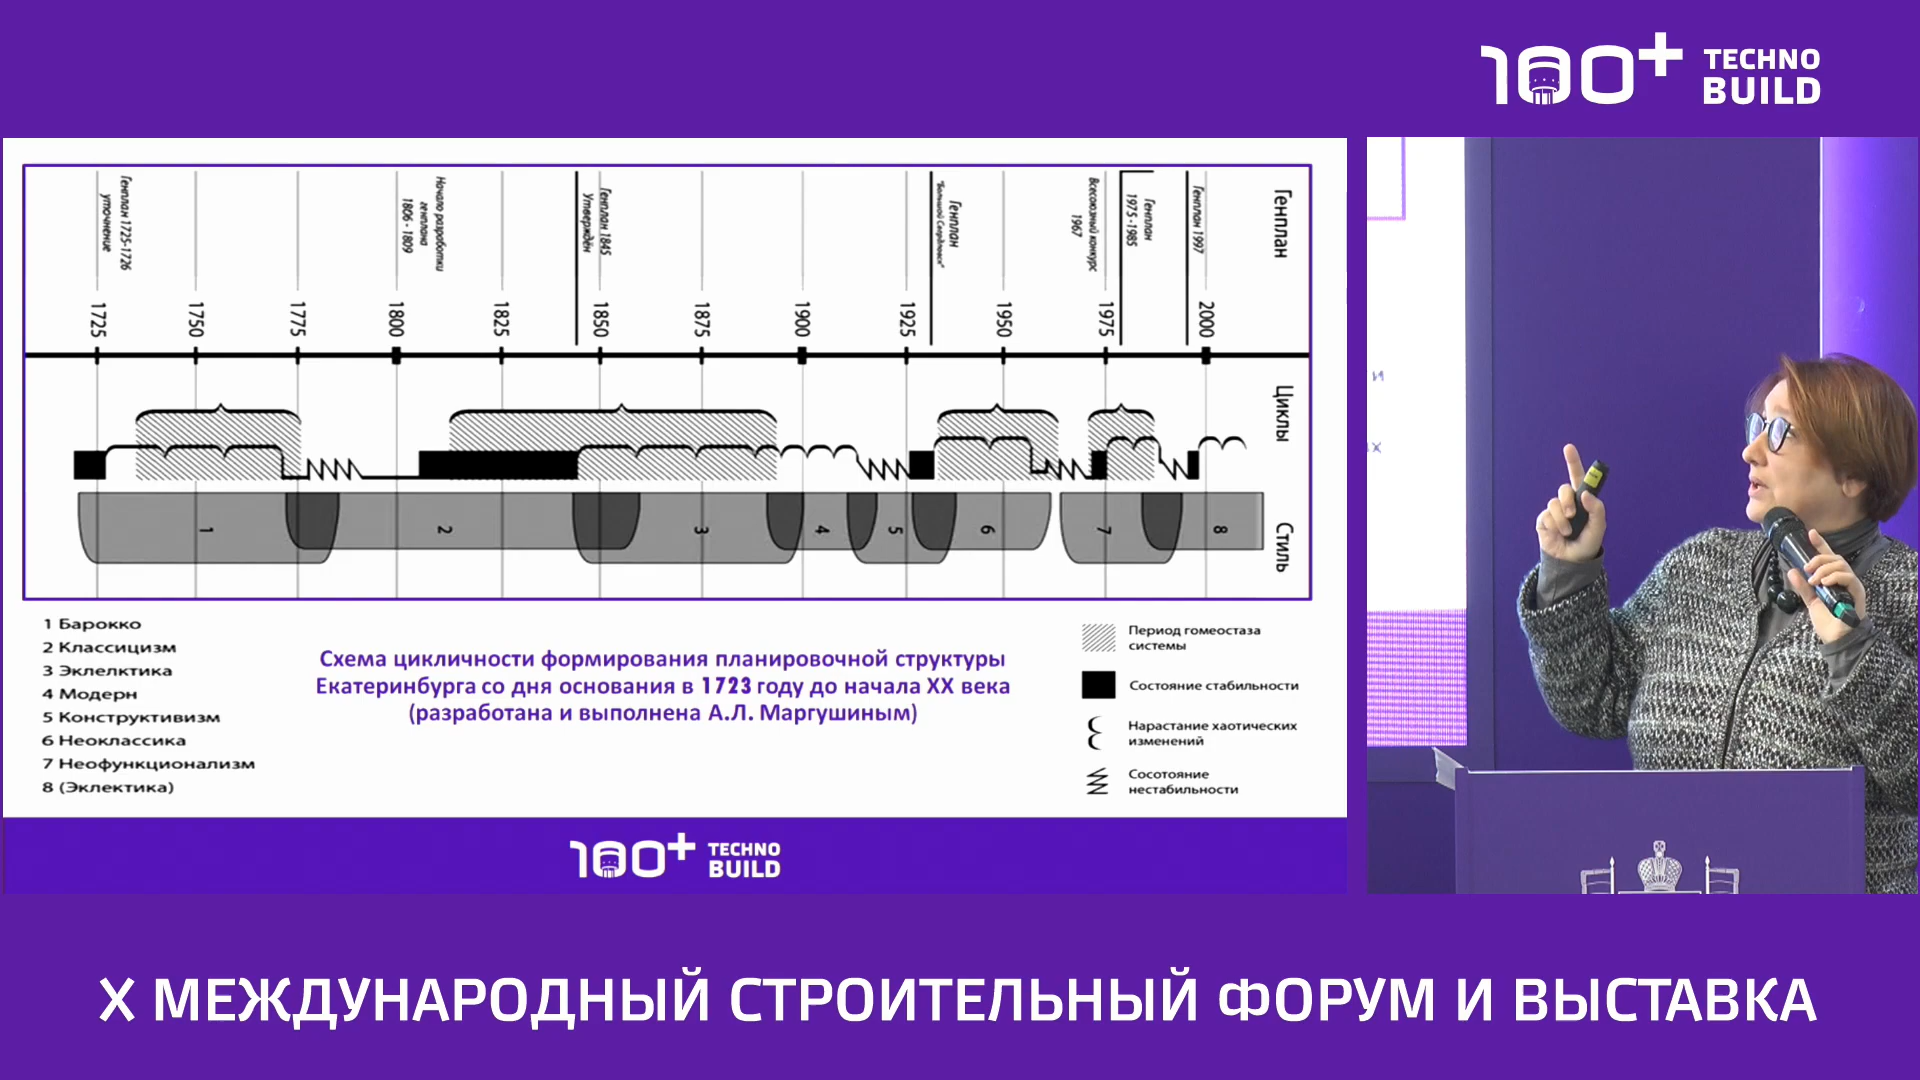 100+ TECHNO
BUILD
Генплан 1725-1726
уточнение
Начало разработки
генплана
1806 - 1809
Генплан 1845
Утверждён
Генплан
"Большой Свердловск"
Всесоюзный конкурс
1967
Генплан
1975 -1985
Генплан 1997
Генплан
1725
1750
1775
1800
1825
1850
1875
1900
1925
1950
1975
2000
Циклы
1
2
3
4
5
6
7
8
Стиль
1 Барокко
2 Классицизм
3 Эклелктика
4 Модерн
5 Конструктивизм
6 Неоклассика
7 Неофункционализм
8 (Эклектика)
Схема цикличности формирования планировочной структуры
Екатеринбурга со дня основания в 1723 году до начала XX века
(разработана и выполнена А.Л. Маргушиным)
Период гомеостаза
системы
Состояние стабильности
Нарастание хаотических
изменений
Сосотояние
нестабильности
100+ TECHNO
BUILD
и
х
X МЕЖДУНАРОДНЫЙ СТРОИТЕЛЬНЫЙ ФОРУМ И ВЫСТАВКА